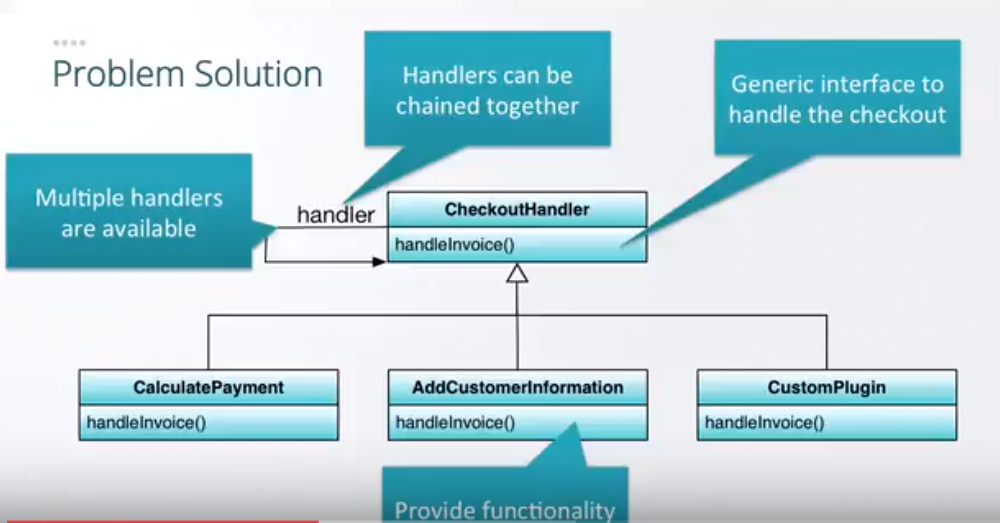 Problem Solution
Handlers can be
chained together
Generic interface to
handle the checkout
Multiple handlers
are available
handler
CheckoutHandler
handleInvoice()
CalculatePayment
handleInvoice()
AddCustomerInformation
handleInvoice()
CustomPlugin
handleInvoice()
Provide functionality